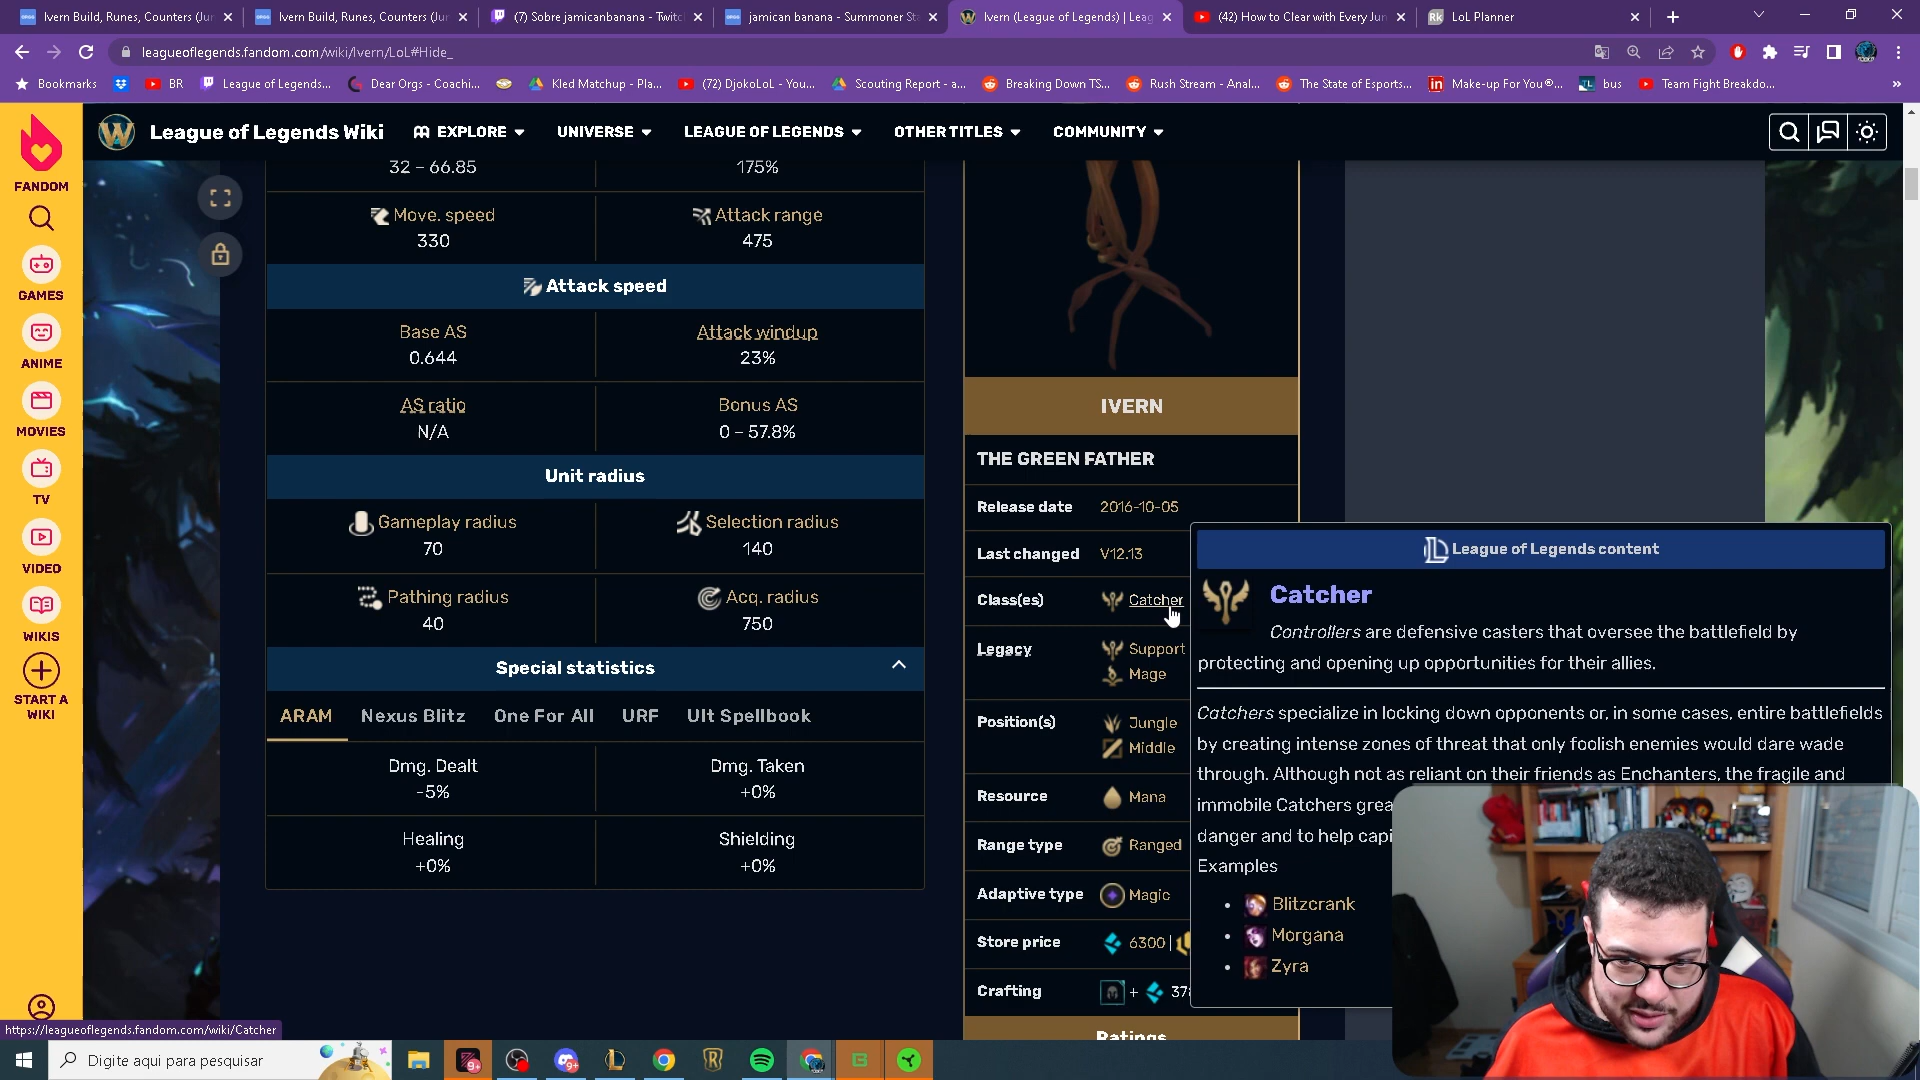 Ivern Build, Runes, Counters (Jun
Ivern Build, Runes, Counters (Jun
(7) Sobre jamicanbanana - Twitc
jamican banana - Summoner Sta
Ivern (League of Legends) | Leag
(42) How to Clear with Every Jun
LoL Planner
leagueoflegends.fandom.com/wiki/Ivern/LoL#Hide_
Bookmarks
BR
League of Legends...
Dear Orgs - Coachi...
Kled Matchup - Pla...
(72) DjokoLoL - You...
Scouting Report - a...
Breaking Down TS...
Rush Stream - Anal...
The State of Esports...
Make-up For You®...
bus
Team Fight Breakdo...
»
League of Legends Wiki
EXPLORE
UNIVERSE
LEAGUE OF LEGENDS
OTHER TITLES
COMMUNITY
FANDOM
GAMES
ANIME
MOVIES
TV
VIDEO
WIKIS
START A
WIKI
32 – 66.85
175%
Move. speed
330
Attack range
475
Attack speed
Base AS
0.644
Attack windup
23%
AS ratio
N/A
Bonus AS
0 – 57.8%
Unit radius
Gameplay radius
70
Selection radius
140
Pathing radius
40
Acq. radius
750
Special statistics
ARAM
Nexus Blitz
One For All
URF
Ult Spellbook
Dmg. Dealt
-5%
Dmg. Taken
+0%
Healing
+0%
Shielding
+0%
IVERN
THE GREEN FATHER
Release date 2016-10-05
Last changed V12.13
Class(es) Catcher
Legacy Support
Mage
Position(s) Jungle
Middle
Resource Mana
Range type Ranged
Adaptive type Magic
Store price 6300 |
Crafting + 378
Ratings
League of Legends content
Catcher
Controllers are defensive casters that oversee the battlefield by
protecting and opening up opportunities for their allies.
Catchers specialize in locking down opponents or, in some cases, entire battlefields
by creating intense zones of threat that only foolish enemies would dare wade
through. Although not as reliant on their friends as Enchanters, the fragile and
immobile Catchers grea
danger and to help capi
Examples
• Blitzcrank
• Morgana
• Zyra
https://leagueoflegends.fandom.com/wiki/Catcher
Digite aqui para pesquisar